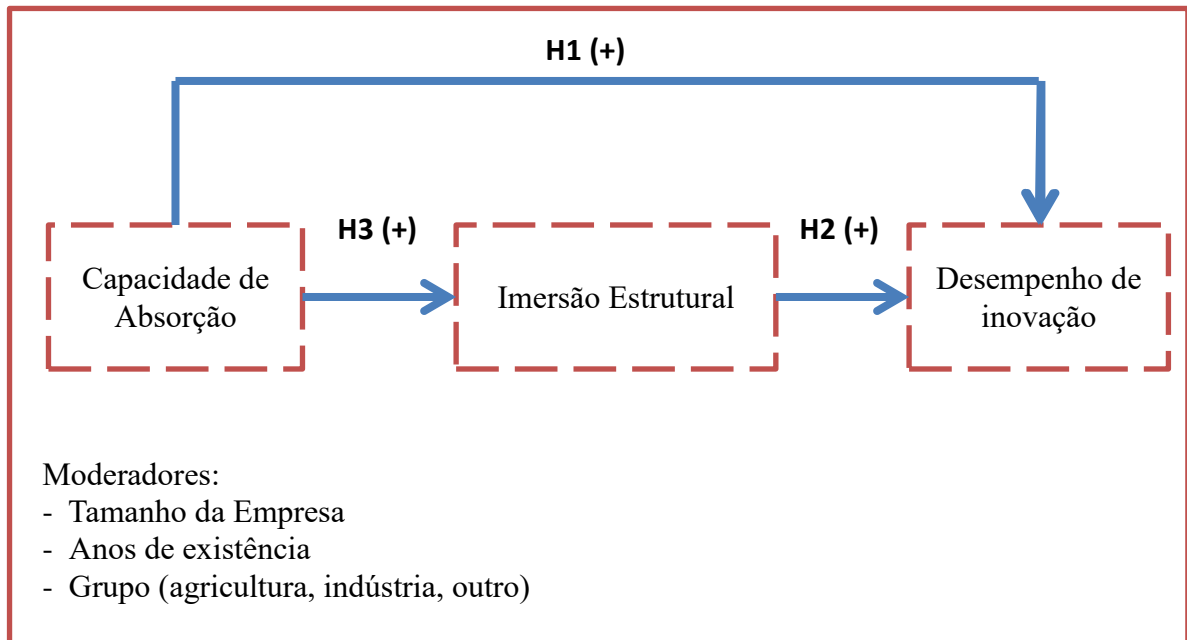 H1 (+)
H3 (+)
H2 (+)
Capacidade de
Absorção
Imersão Estrutural
Desempenho de
inovação
Moderadores:
- Tamanho da Empresa
- Anos de existência
- Grupo (agricultura, indústria, outro)